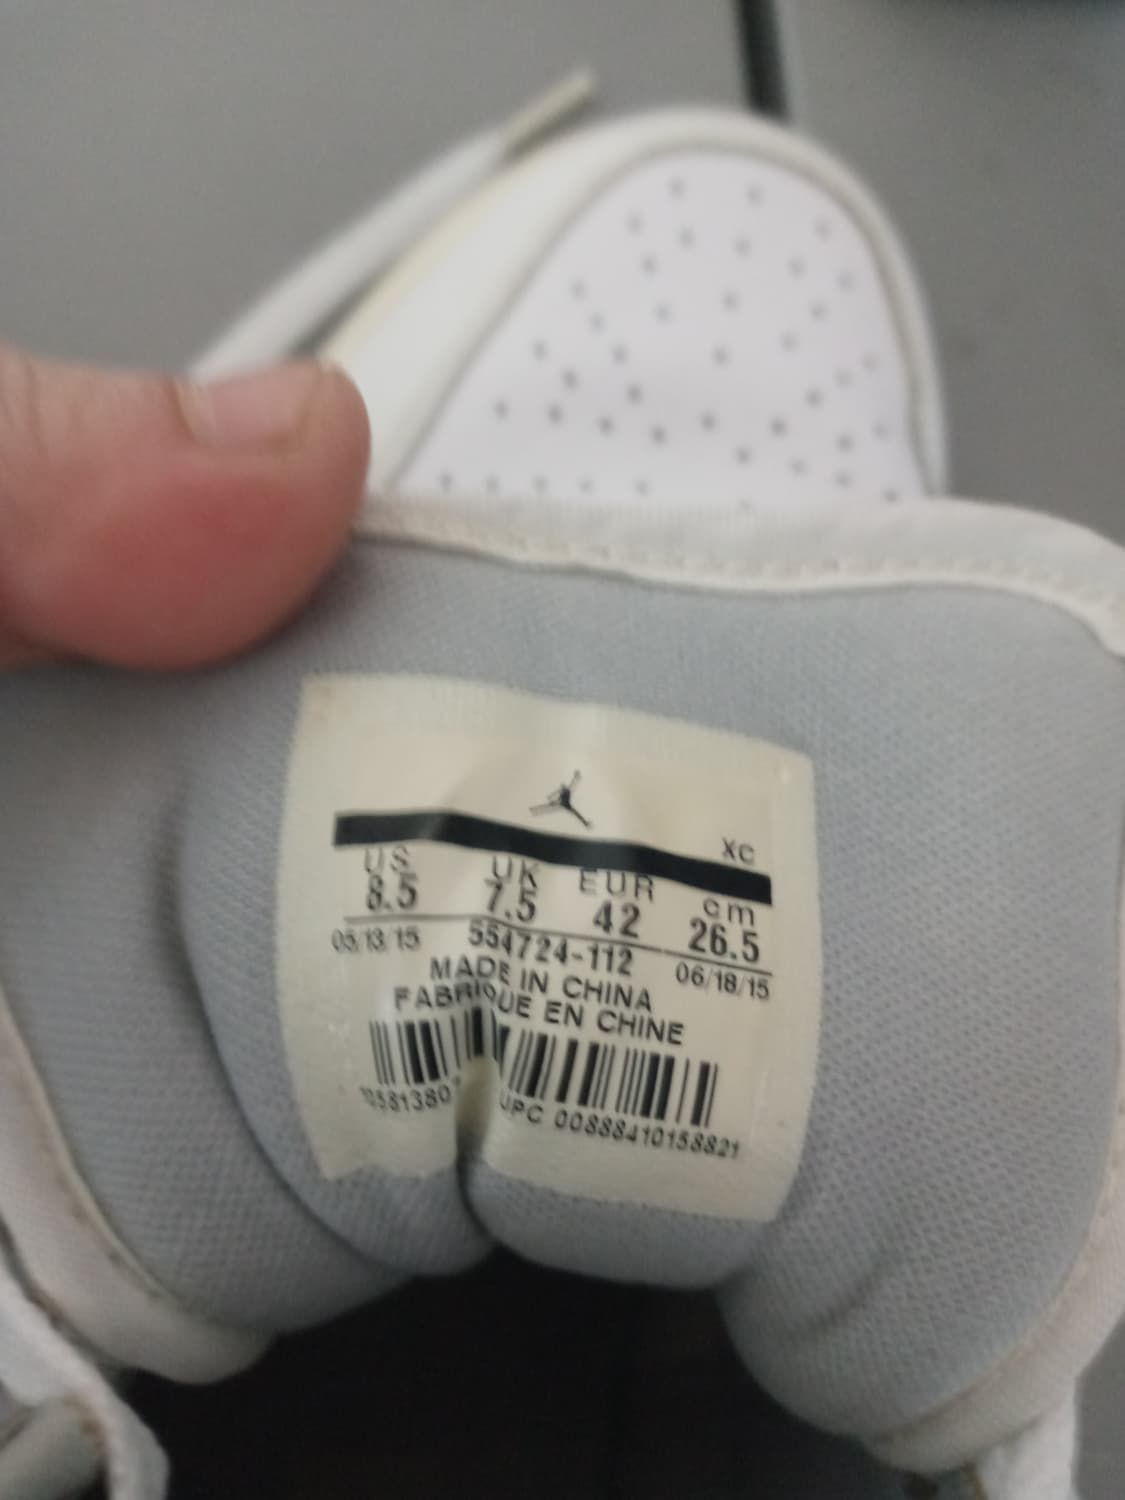 XC
US UK EUR cm
8.5 7.5 42 26.5
05/13/15 554724-112 06/18/15
MADE IN CHINA
FABRIQUE EN CHINE
UPC 00888410158821